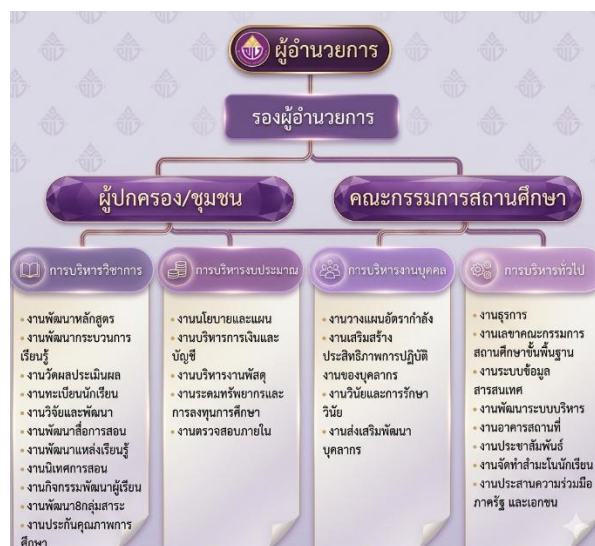 ผู้อำนวยการ
รองผู้อำนวยการ
ผู้ปกครอง/ชุมชน
คณะกรรมการสถานศึกษา
การบริหารวิชาการ
• งานพัฒนาหลักสูตร
• งานพัฒนากระบวนการ
เรียนรู้
• งานวัดผลประเมินผล
• งานทะเบียนนักเรียน
• งานวิจัยและพัฒนา
• งานพัฒนาสื่อการสอน
• งานพัฒนาแหล่งเรียนรู้
• งานนิเทศการสอน
• งานกิจกรรมพัฒนาผู้เรียน
• งานพัฒนา8กลุ่มสาระ
• งานประกันคุณภาพการ
ศึกษา
การบริหารงบประมาณ
• งานนโยบายและแผน
• งานบริหารการเงินและ
บัญชี
• งานบริหารงานพัสดุ
• งานระดมทรัพยากรและ
การลงทุนการศึกษา
• งานตรวจสอบภายใน
การบริหารงานบุคคล
• งานวางแผนอัตรากำลัง
• งานเสริมสร้าง
ประสิทธิภาพการปฏิบัติ
งานของบุคลากร
• งานวินัยและการรักษา
วินัย
• งานส่งเสริมพัฒนา
บุคลากร
การบริหารทั่วไป
• งานธุรการ
• งานเลขาคณะกรรมการ
สถานศึกษาขั้นพื้นฐาน
• งานระบบข้อมูล
สารสนเทศ
• งานพัฒนาระบบบริหาร
• งานอาคารสถานที่
• งานประชาสัมพันธ์
• งานจัดทำสำมะโนนักเรียน
• งานประสานความร่วมมือ
ภาครัฐ และเอกชน